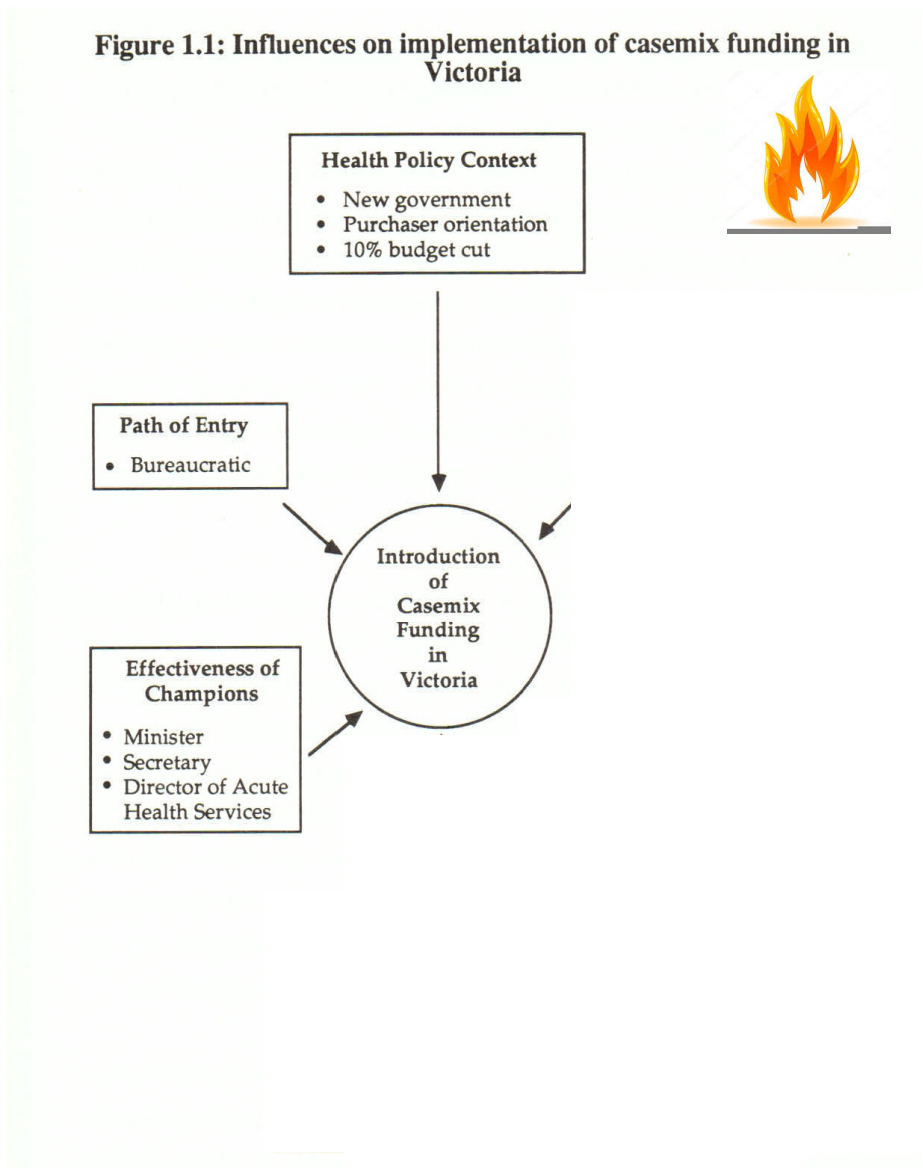 Figure 1.1: Influences on implementation of casemix funding in
Victoria
Health Policy Context
• New government
• Purchaser orientation
• 10% budget cut
Path of Entry
• Bureaucratic
Introduction
of
Casemix
Funding
in
Victoria
Effectiveness of
Champions
• Minister
• Secretary
• Director of Acute
Health Services